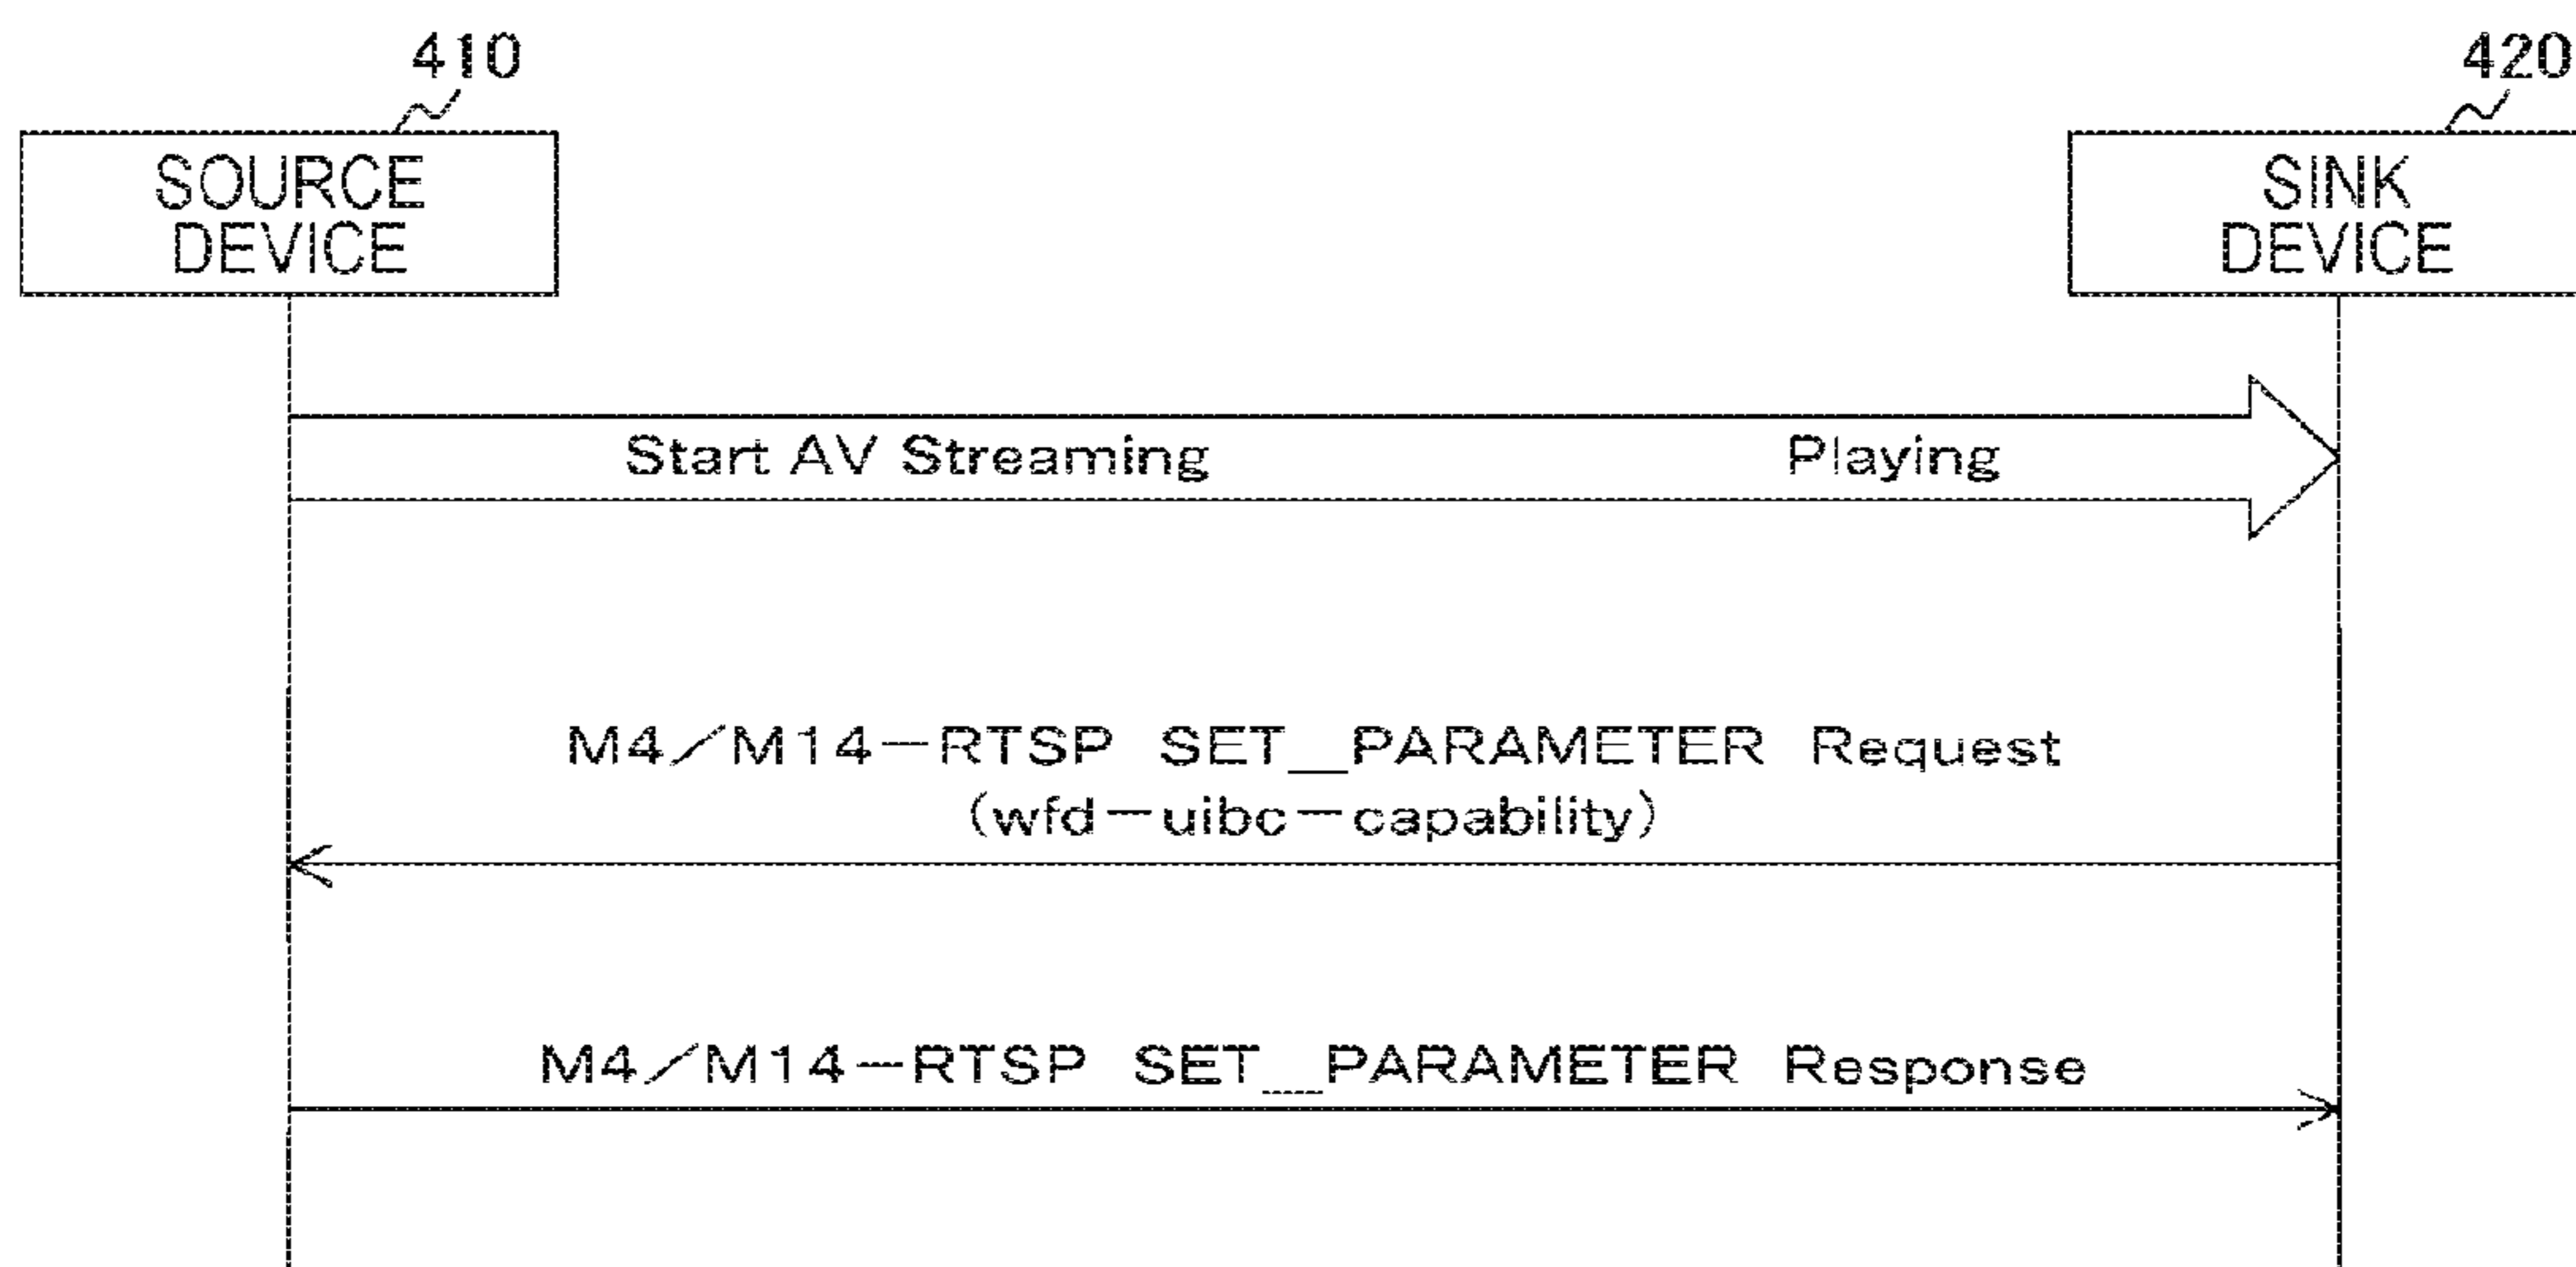 410
420
SOURCE
DEVICE
SINK
DEVICE
Start AV Streaming
Playing
M4/M14-RTSP SET_PARAMETER Request
(wfd-uibc-capability)
M4/M14-RTSP SET_PARAMETER Response